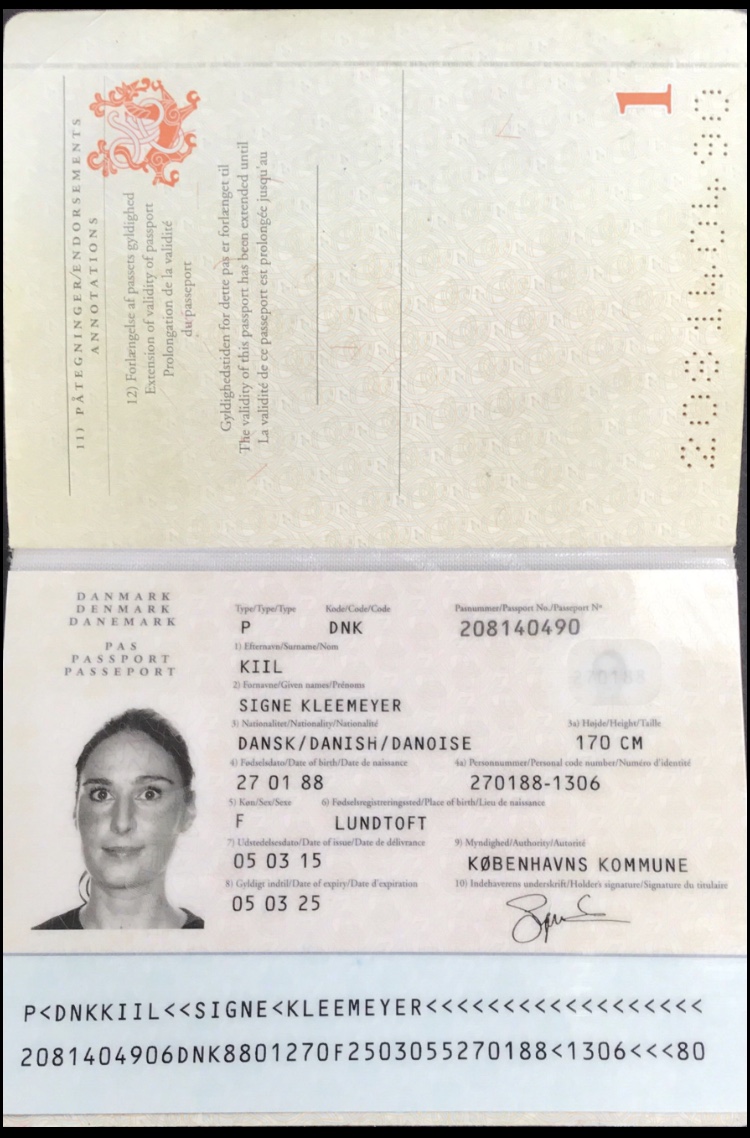 11) PÅTEGNINGER/ENDORSEMENTS
ANNOTATIONS
12) Forlængelse af passets gyldighed
Extension of validity of passport
Prolongation de la validité
du passeport
Gyldighedstiden for dette pas er forlænget til
The validity of this passport has been extended until
La validité de ce passeport est prolongée jusqu'au
1
208140490
DANMARK
DENMARK
DANEMARK
PAS
PASSPORT
PASSEPORT
Type/Type/Type Kode/Code/Code Pasnummer/Passport No./Passeport N°
P DNK 208140490
1) Efternavn/Surname/Nom
KIIL
2) Fornavne/Given names/Prénoms
SIGNE KLEEMEYER
3) Nationalitet/Nationality/Nationalité 3a) Højde/Height/Taille
DANSK/DANISH/DANOISE 170 CM
4) Fødselsdato/Date of birth/Date de naissance 4a) Personnummer/Personal code number/Numéro d'identité
27 01 88 270188-1306
5) Køn/Sex/Sexe 6) Fødselsregistreringssted/Place of birth/Lieu de naissance
F LUNDTOFT
7) Udstedelsesdato/Date of issue/Date de délivrance 9) Myndighed/Authority/Autorité
05 03 15 KØBENHAVNS KOMMUNE
8) Gyldigt indtil/Date of expiry/Date d'expiration 10) Indehaverens underskrift/Holder's signature/Signature du titulaire
05 03 25
270188
P<DNKKIIL<<SIGNE<KLEEMEYER<<<<<<<<<<<<<<<<<<
2081404906DNK8801270F2503055270188<1306<<<80